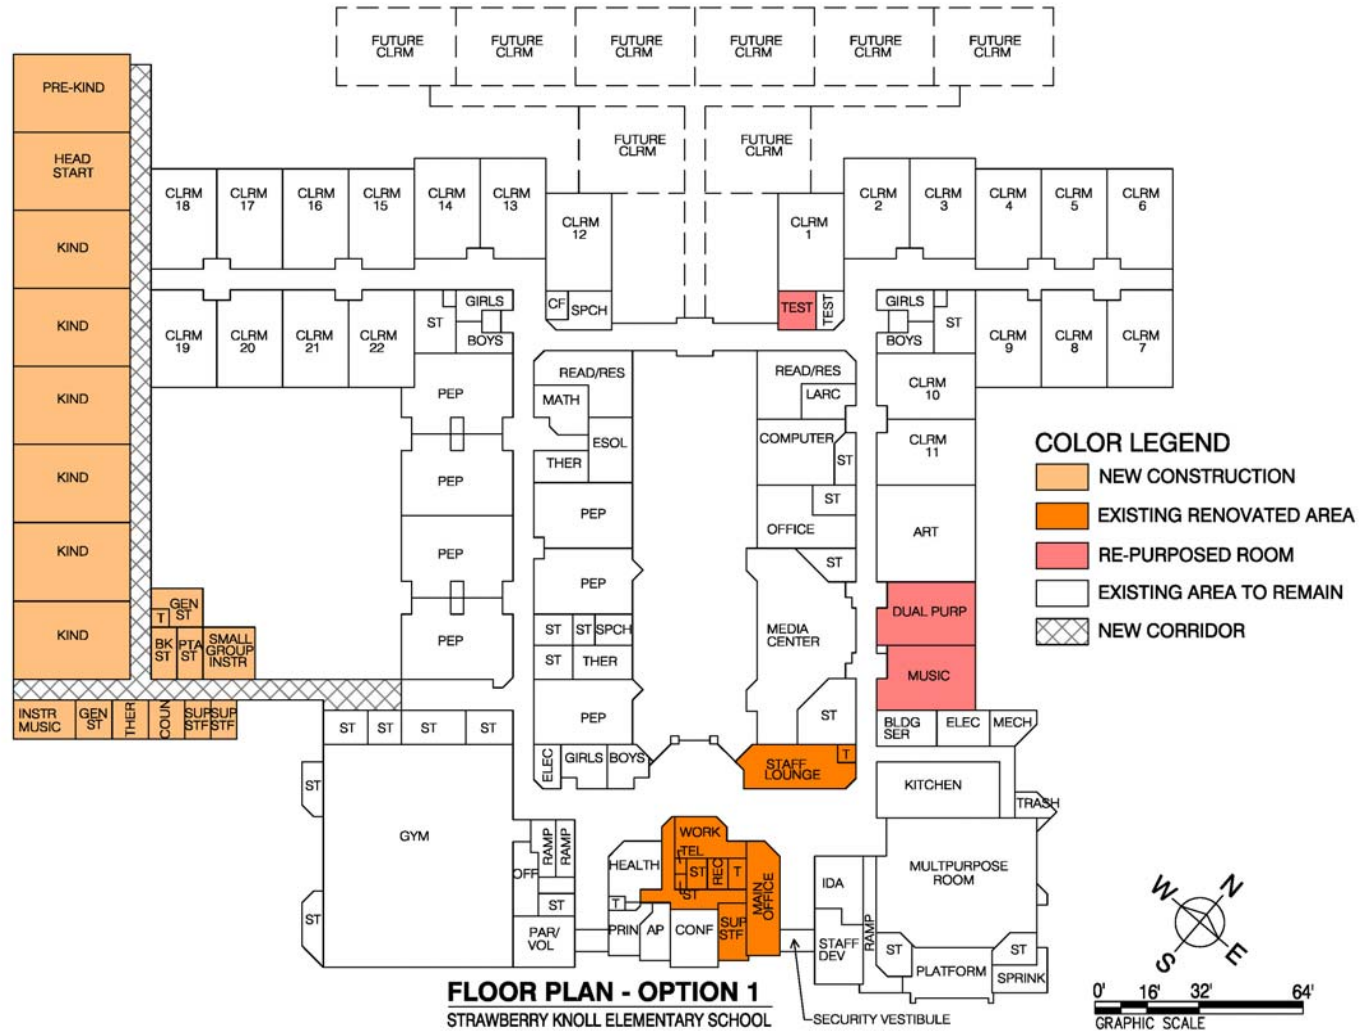 FUTURE
CLRM
FUTURE
CLRM
FUTURE
CLRM
FUTURE
CLRM
FUTURE
CLRM
FUTURE
CLRM
FUTURE
CLRM
FUTURE
CLRM
PRE-KIND
HEAD
START
KIND
KIND
KIND
KIND
KIND
KIND
CLRM
18
CLRM
17
CLRM
16
CLRM
15
CLRM
14
CLRM
13
CLRM
12
CLRM
1
CLRM
2
CLRM
3
CLRM
4
CLRM
5
CLRM
6
CF
SPCH
TEST
TEST
CLRM
19
CLRM
20
CLRM
21
CLRM
22
ST
GIRLS
BOYS
GIRLS
BOYS
ST
CLRM
9
CLRM
8
CLRM
7
PEP
PEP
PEP
PEP
READ/RES
MATH
ESOL
THER
PEP
PEP
ST
ST
SPCH
ST
THER
PEP
ELEC
GIRLS
BOYS
READ/RES
LARC
COMPUTER
ST
ST
OFFICE
ST
MEDIA
CENTER
ST
STAFF
LOUNGE
T
CLRM
10
CLRM
11
ART
DUAL PURP
MUSIC
BLDG
SER
ELEC
MECH
KITCHEN
TRASH
MULTPURPOSE
ROOM
COLOR LEGEND
NEW CONSTRUCTION
EXISTING RENOVATED AREA
RE-PURPOSED ROOM
EXISTING AREA TO REMAIN
NEW CORRIDOR
GEN
ST
T
BK
ST
PTA
ST
SMALL
GROUP
INSTR
INSTR
MUSIC
GEN
ST
THER
COUN
SUP
STF
SUP
STF
ST
ST
ST
ST
ST
GYM
ST
OFF
RAMP
RAMP
ST
PAR/
VOL
HEALTH
T
PRIN
AP
CONF
WORK
TEL
ST
REC
T
ST
SUP
STF
MAIN
OFFICE
IDA
STAFF
DEV
RAMP
ST
PLATFORM
ST
SPRINK
W
N
S
E
0'
16'
32'
64'
GRAPHIC SCALE
FLOOR PLAN - OPTION 1
STRAWBERRY KNOLL ELEMENTARY SCHOOL
SECURITY VESTIBULE